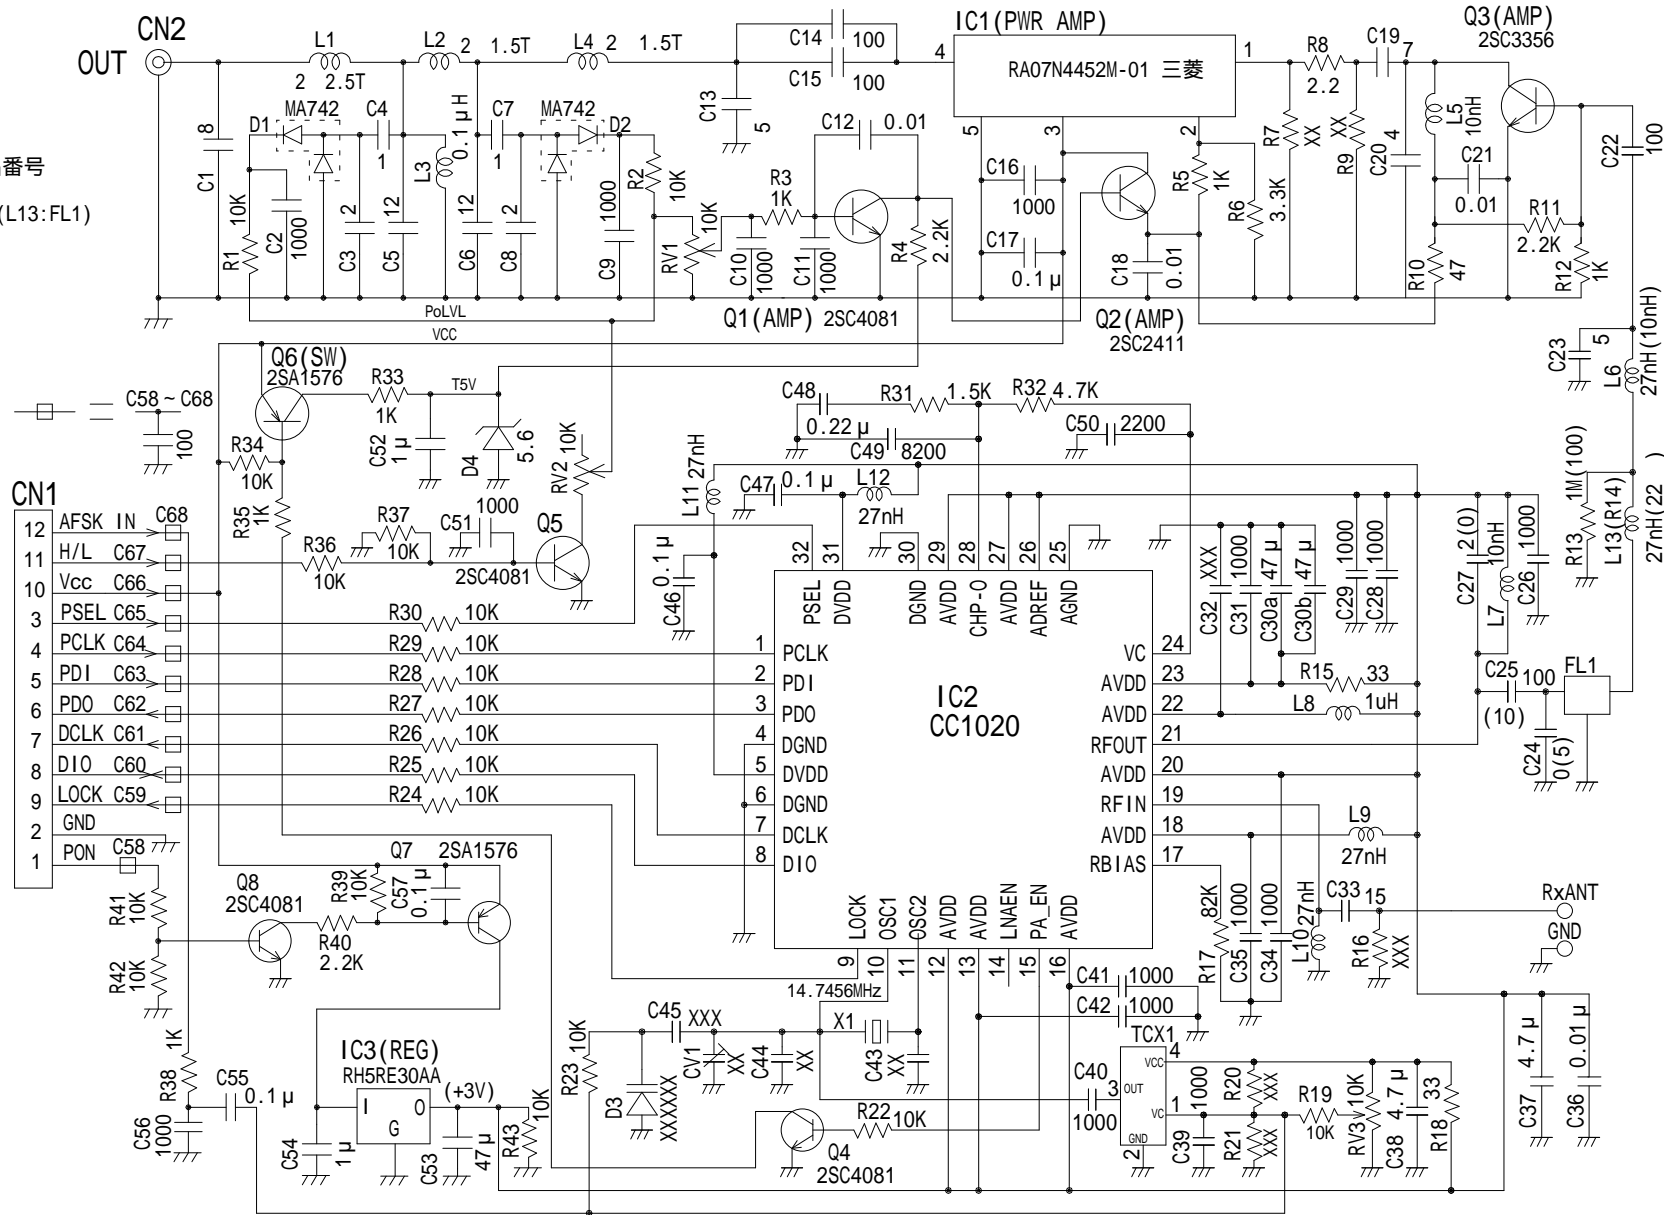 CN2
OUT
L1
2 2.5T
L2 2 1.5T
L4 2 1.5T
C14 100
C15 100
IC1(PWR AMP)
RA07N4452M-01 三菱
4
1
5
3
2
R8
2.2
C19
7
Q3(AMP)
2SC3356
番号
(L13:FL1)
C1 8
D1
MA742
C4
1
R1 10K
C2 1000
C3 2
C5 12
L3 0.1μH
C6 12
C7
1
C8 2
MA742
D2
C9 1000
R2 10K
RV1 10K
C13 5
C12 0.01
R3
1K
C10 1000
C11 1000
Q1(AMP) 2SC4081
R4 2.2K
C16
1000
C17
0.1μ
Q2(AMP)
2SC2411
C18 0.01
R5 1K
R6 3.3K
R7 XX
R9 XX
C20 4
L5 10nH
C21
0.01
R10 47
R11
2.2K
R12 1K
C22 100
C23 5
L6 27nH(10nH)
R13 1M(100)
L13(R14) 27nH(22 )
PoLVL
VCC
C58～C68
100
Q6(SW)
2SA1576
R33
1K
T5V
C52 1μ
D4 5.6
RV2 10K
R34
10K
R35 1K
R36
10K
R37
10K
C51
1000
Q5
2SC4081
CN1
12 AFSK IN C68
11 H/L C67
10 Vcc C66
3 PSEL C65
4 PCLK C64
5 PDI C63
6 PDO C62
7 DCLK C61
8 DIO C60
9 LOCK C59
2 GND
1 PON C58
R30 10K
R29 10K
R28 10K
R27 10K
R26 10K
R25 10K
R24 10K
C48
0.22μ
R31 1.5K
R32 4.7K
C49 8200
C50 2200
L11 27nH
C47 0.1μ
L12
27nH
C46 0.1μ
IC2
CC1020
32 PSEL
31 DVDD
30 DGND
29 AVDD
28 CHP-O
27 AVDD
26 ADREF
25 AGND
1 PCLK
2 PDI
3 PDO
4 DGND
5 DVDD
6 DGND
7 DCLK
8 DIO
VC 24
AVDD 23
AVDD 22
RFOUT 21
AVDD 20
RFIN 19
AVDD 18
RBIAS 17
LOCK 9
OSC1 10
OSC2 11
AVDD 12
AVDD 13
LNAEN 14
PA_EN 15
AVDD 16
C32 XXX
C31 1000
C30a 47μ
C30b 47μ
C29 1000
C28 1000
C27 2(0)
L7 10nH
C26 1000
R15 33
L8 1uH
C25 100
(10)
FL1
C24 0(5)
L9
27nH
R17 82K
C35 1000
C34 1000
L10 27nH
C33 15
R16 XXX
RxANT
GND
R41 10K
R42 10K
Q8
2SC4081
R40
2.2K
R39 10K
C57 0.1μ
Q7 2SA1576
R38 1K
C56 1000
C55 0.1μ
IC3(REG)
RH5RE30AA (+3V)
I O
G
C54 1μ
C53 47μ
R43 10K
R23 10K
D3 XXXXX
C45 XXX
CV1 XX
C44 XX
14.7456MHz
X1
C43 XX
Q4
2SC4081
R22 10K
C41 1000
C42 1000
TCX1
VCC 4
OUT 3
VC 1
GND 2
C40
1000
C39 1000
R20 XXX
R21 XXX
R19
10K
RV3 10K
C38 4.7μ
R18 33
C37 4.7μ
C36 0.01μ